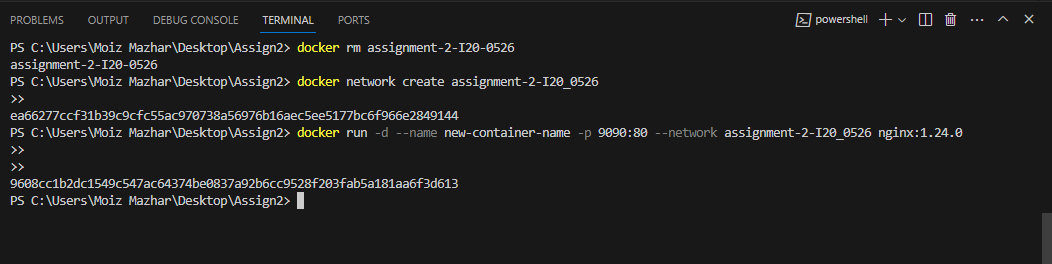 PROBLEMS OUTPUT DEBUG CONSOLE TERMINAL PORTS powershell
PS C:\Users\Moiz Mazhar\Desktop\Assign2> docker rm assignment-2-I20-0526
assignment-2-I20-0526
PS C:\Users\Moiz Mazhar\Desktop\Assign2> docker network create assignment-2-I20_0526
>>
ea66277ccf31b39c9cfc55ac970738a56976b16aec5ee5177bc6f966e2849144
PS C:\Users\Moiz Mazhar\Desktop\Assign2> docker run -d --name new-container-name -p 9090:80 --network assignment-2-I20_0526 nginx:1.24.0
>>
>>
9608cc1b2dc1549c547ac64374be0837a92b6cc9528f203fab5a181aa6f3d613
PS C:\Users\Moiz Mazhar\Desktop\Assign2>